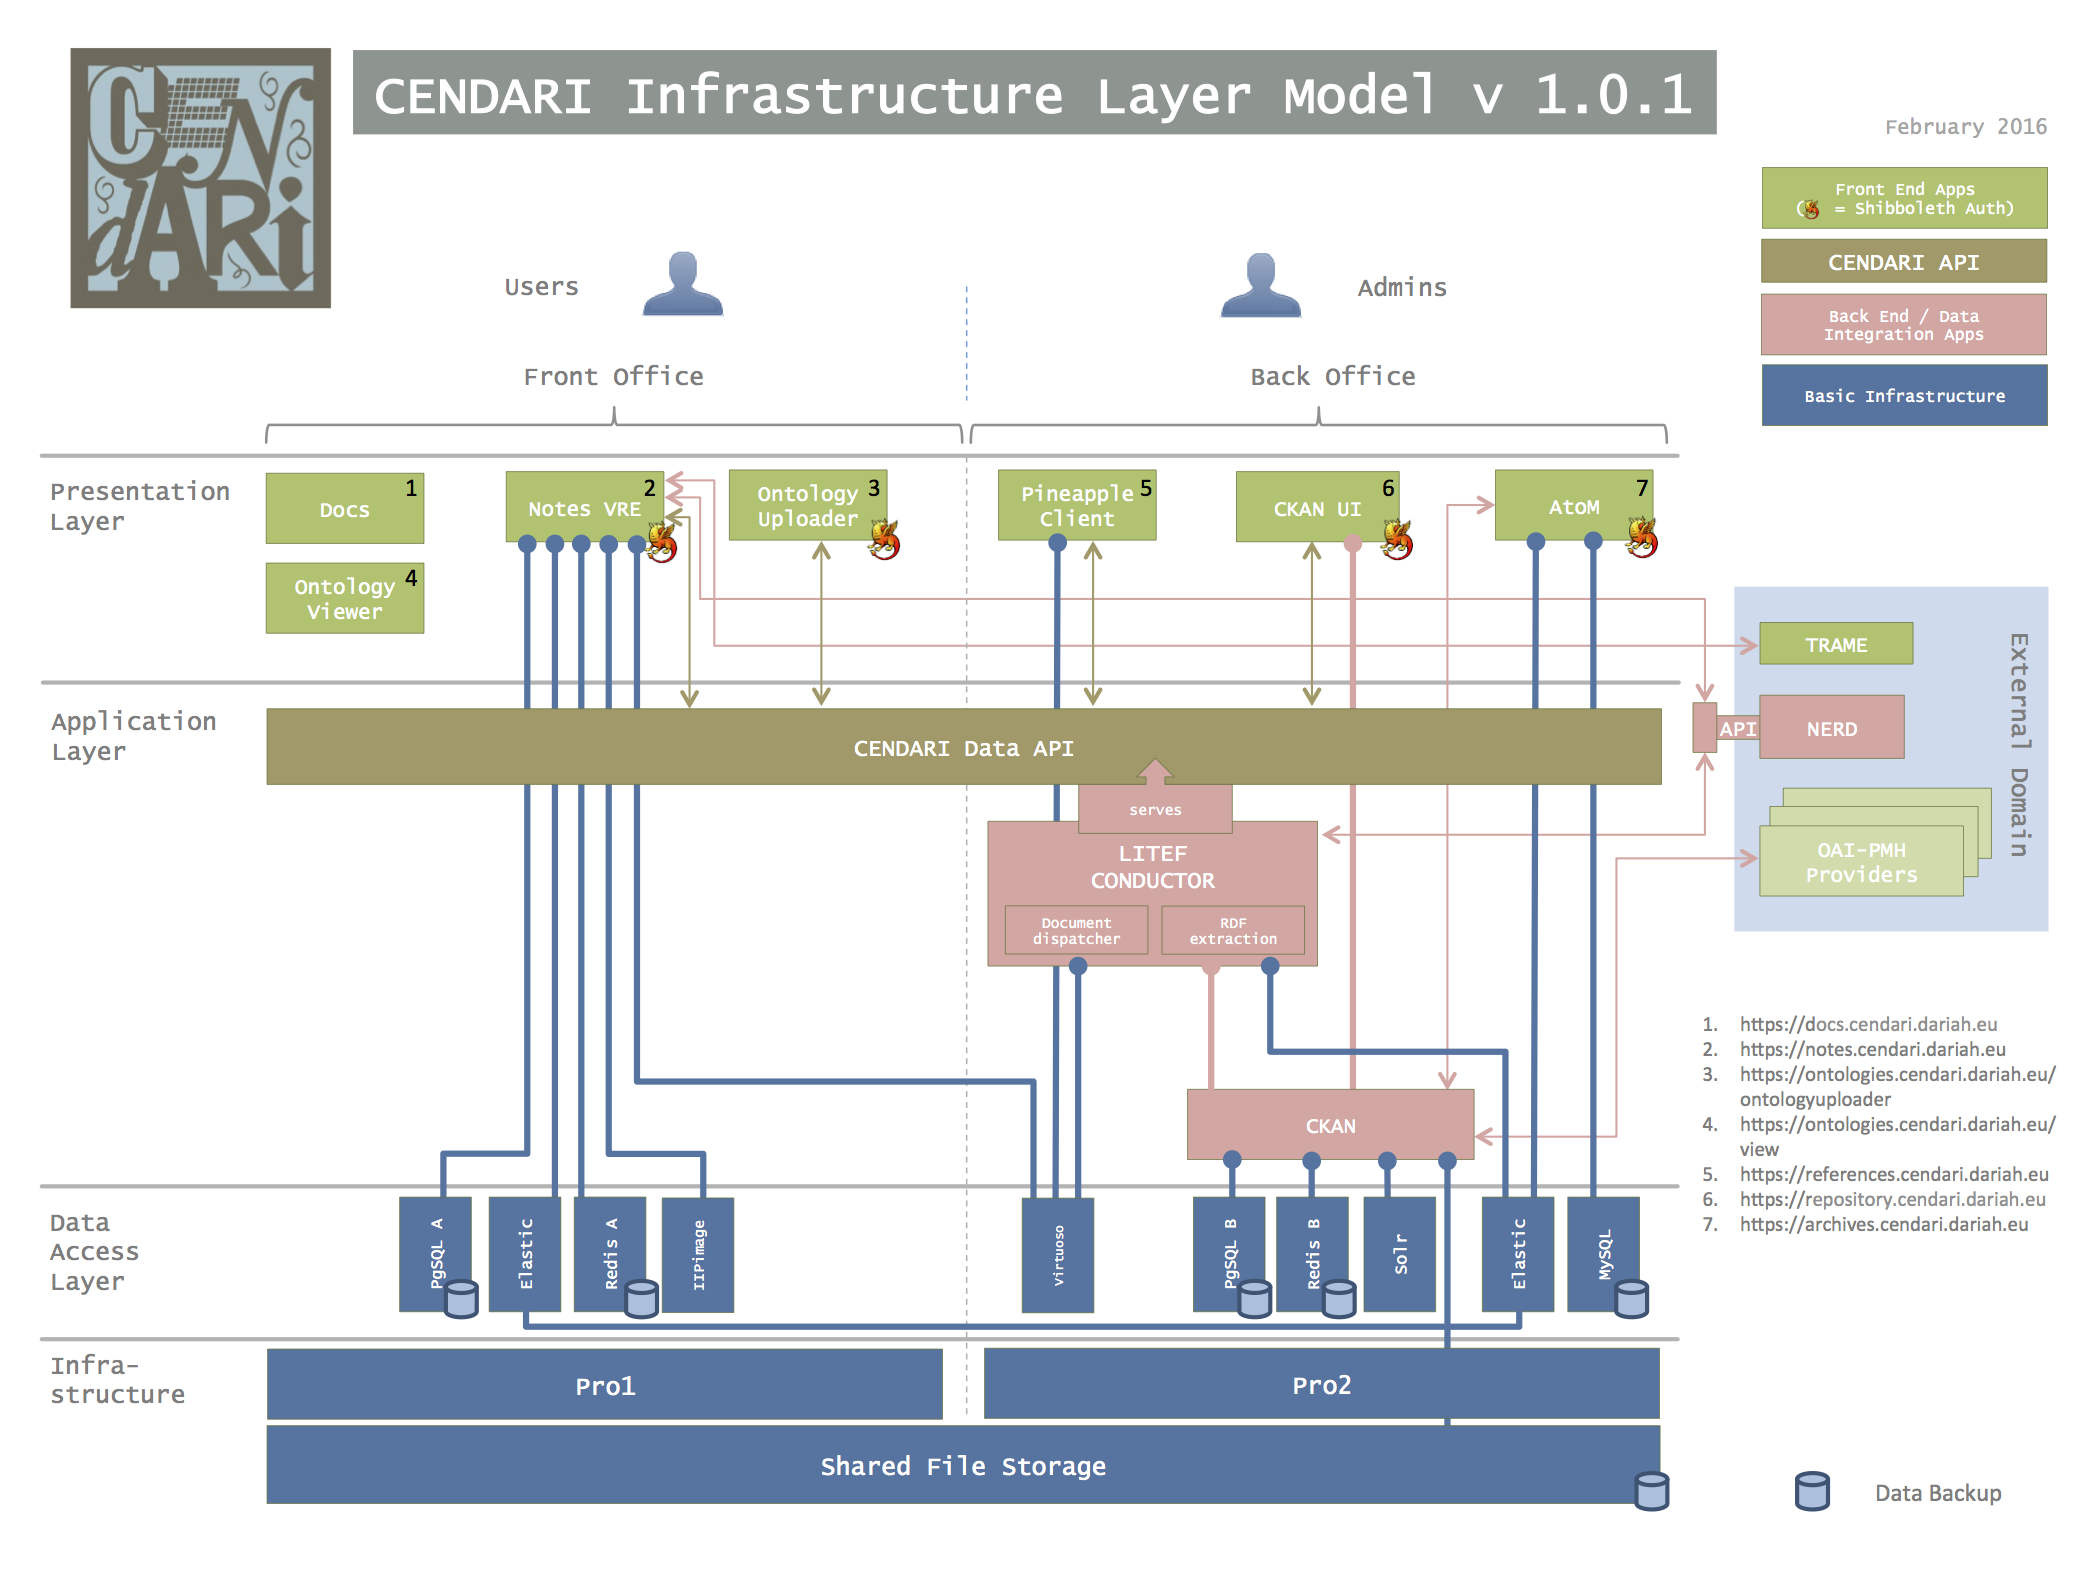 CENDARI
CENDARI Infrastructure Layer Model v 1.0.1
February 2016
Front End Apps
( = Shibboleth Auth)
CENDARI API
Back End / Data
Integration Apps
Basic Infrastructure
Users
Admins
Front Office
Back Office
Presentation
Layer
Docs
1
Notes VRE
2
Ontology
Uploader
3
Ontology
Viewer
4
Pineapple
Client
5
CKAN UI
6
AtoM
7
External Domain
TRAME
API
NERD
OAI-PMH
Providers
Application
Layer
CENDARI Data API
serves
LITEF
CONDUCTOR
Document
dispatcher
RDF
extraction
CKAN
1. https://docs.cendari.dariah.eu
2. https://notes.cendari.dariah.eu
3. https://ontologies.cendari.dariah.eu/
ontologyuploader
4. https://ontologies.cendari.dariah.eu/
view
5. https://references.cendari.dariah.eu
6. https://repository.cendari.dariah.eu
7. https://archives.cendari.dariah.eu
Data
Access
Layer
PgSQL A
Elastic
Redis A
IIPimage
Virtuoso
PgSQL B
Redis B
Solr
Elastic
MySQL
Infra-
structure
Pro1
Pro2
Shared File Storage
Data Backup